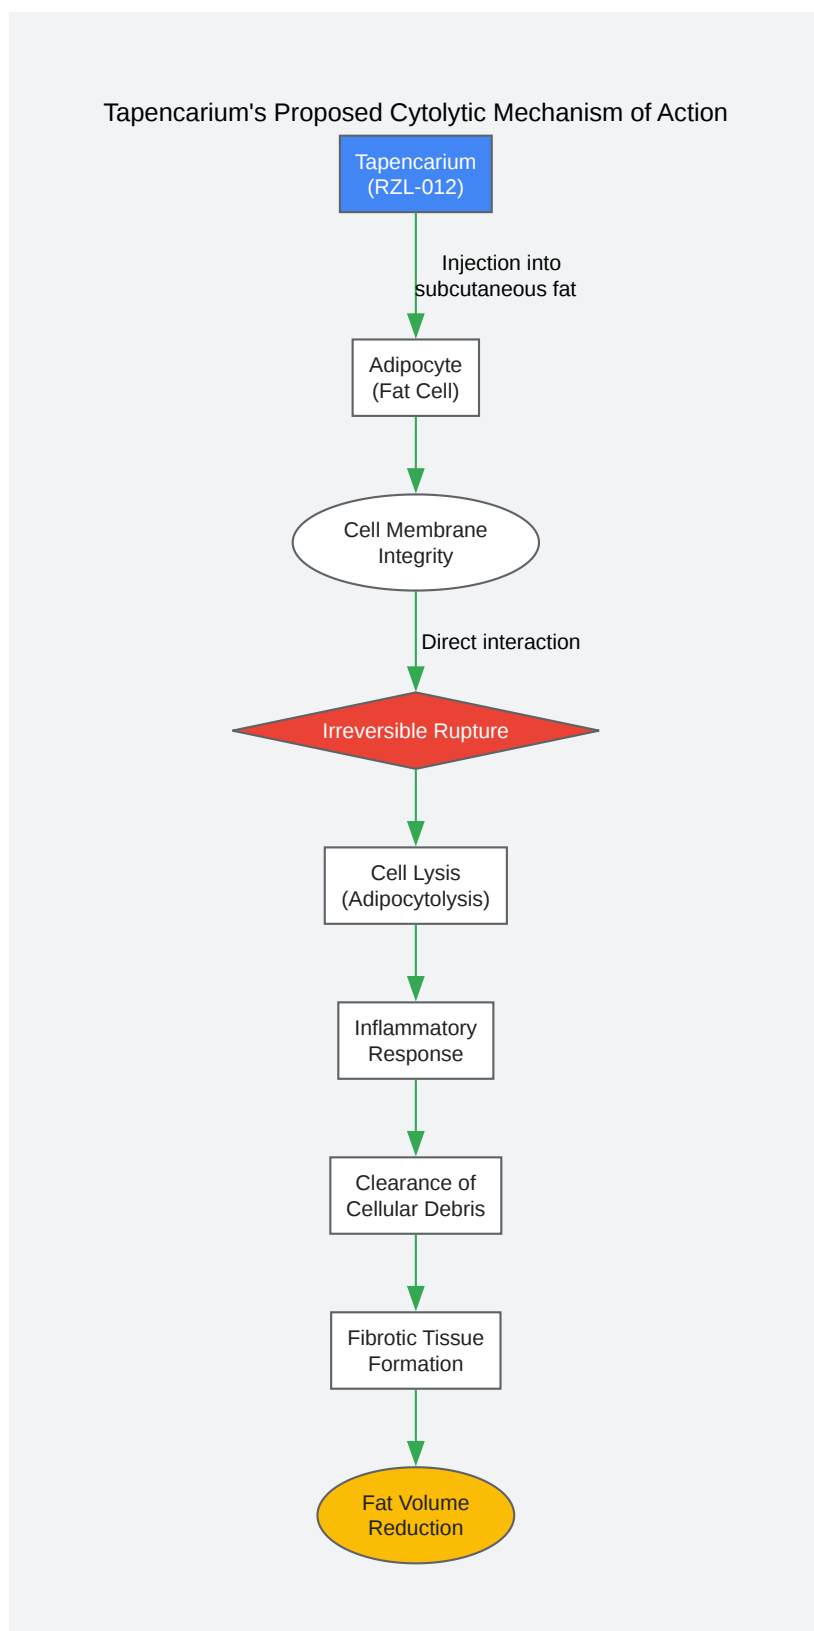 Tapencarium's Proposed Cytolytic Mechanism of Action
Tapencarium
(RZL-012)
Injection into
subcutaneous fat
Adipocyte
(Fat Cell)
Cell Membrane
Integrity
Direct interaction
Irreversible Rupture
Cell Lysis
(Adipocytolysis)
Inflammatory
Response
Clearance of
Cellular Debris
Fibrotic Tissue
Formation
Fat Volume
Reduction